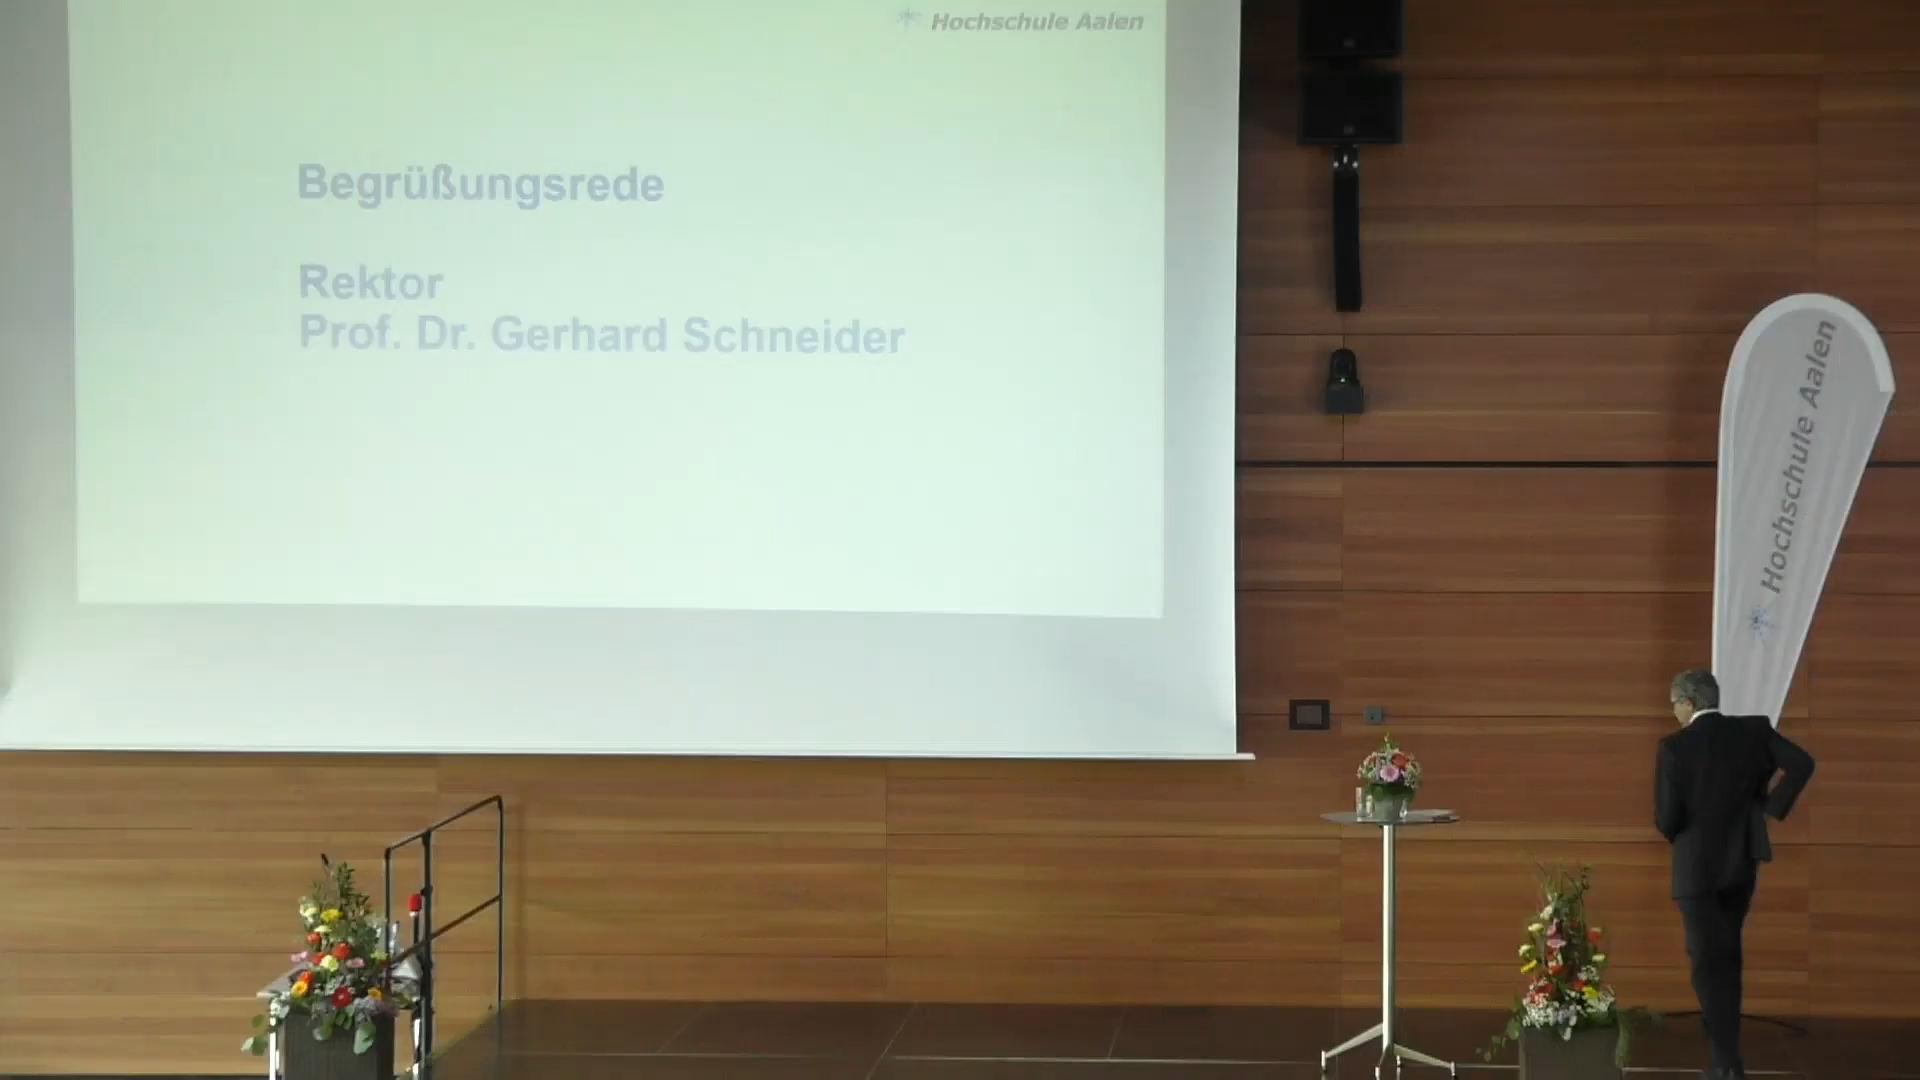 Hochschule Aalen
Begrüßungsrede
Rektor
Prof. Dr. Gerhard Schneider
Hochschule Aalen